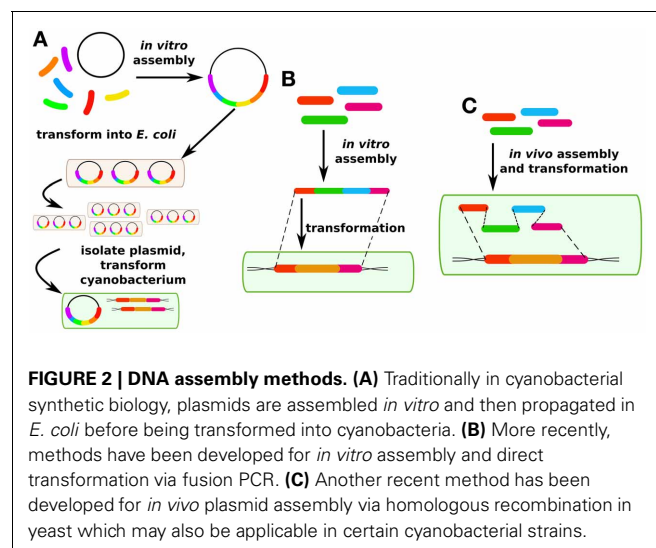 A
in vitro
assembly
transform into E. coli
isolate plasmid,
transform
cyanobacterium
B
in vitro
assembly
transformation
C
in vivo assembly
and transformation
FIGURE 2 | DNA assembly methods. (A) Traditionally in cyanobacterial
synthetic biology, plasmids are assembled in vitro and then propagated in
E. coli before being transformed into cyanobacteria. (B) More recently,
methods have been developed for in vitro assembly and direct
transformation via fusion PCR. (C) Another recent method has been
developed for in vivo plasmid assembly via homologous recombination in
yeast which may also be applicable in certain cyanobacterial strains.